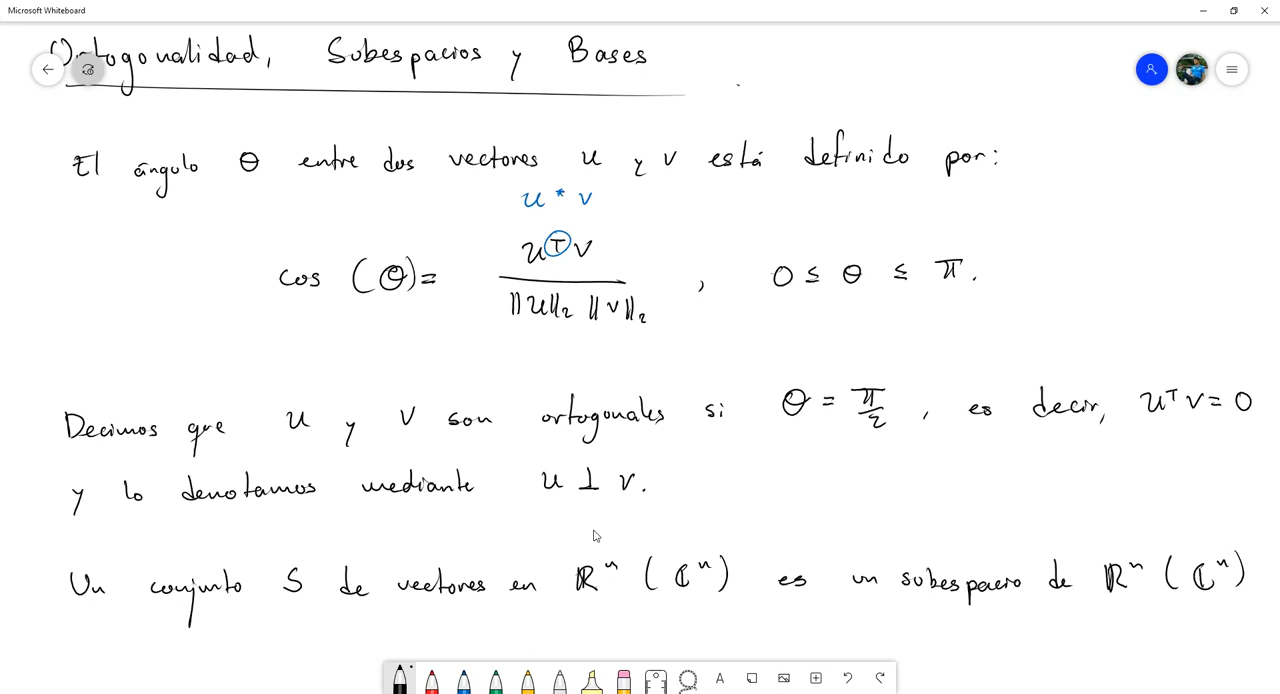 Microsoft Whiteboard
Ortogonalidad, Subespacios y Bases
El ángulo θ entre dos vectores u y v está definido por:
u * v
cos (θ) = uᵀv / ‖u‖₂ ‖v‖₂ , 0 ≤ θ ≤ π.
Decimos que u y v son ortogonales si θ = π/2 , es decir, uᵀv = 0
y lo denotamos mediante u ⊥ v.
Un conjunto S de vectores en ℝⁿ (ℂⁿ) es un subespacio de ℝⁿ (ℂⁿ)